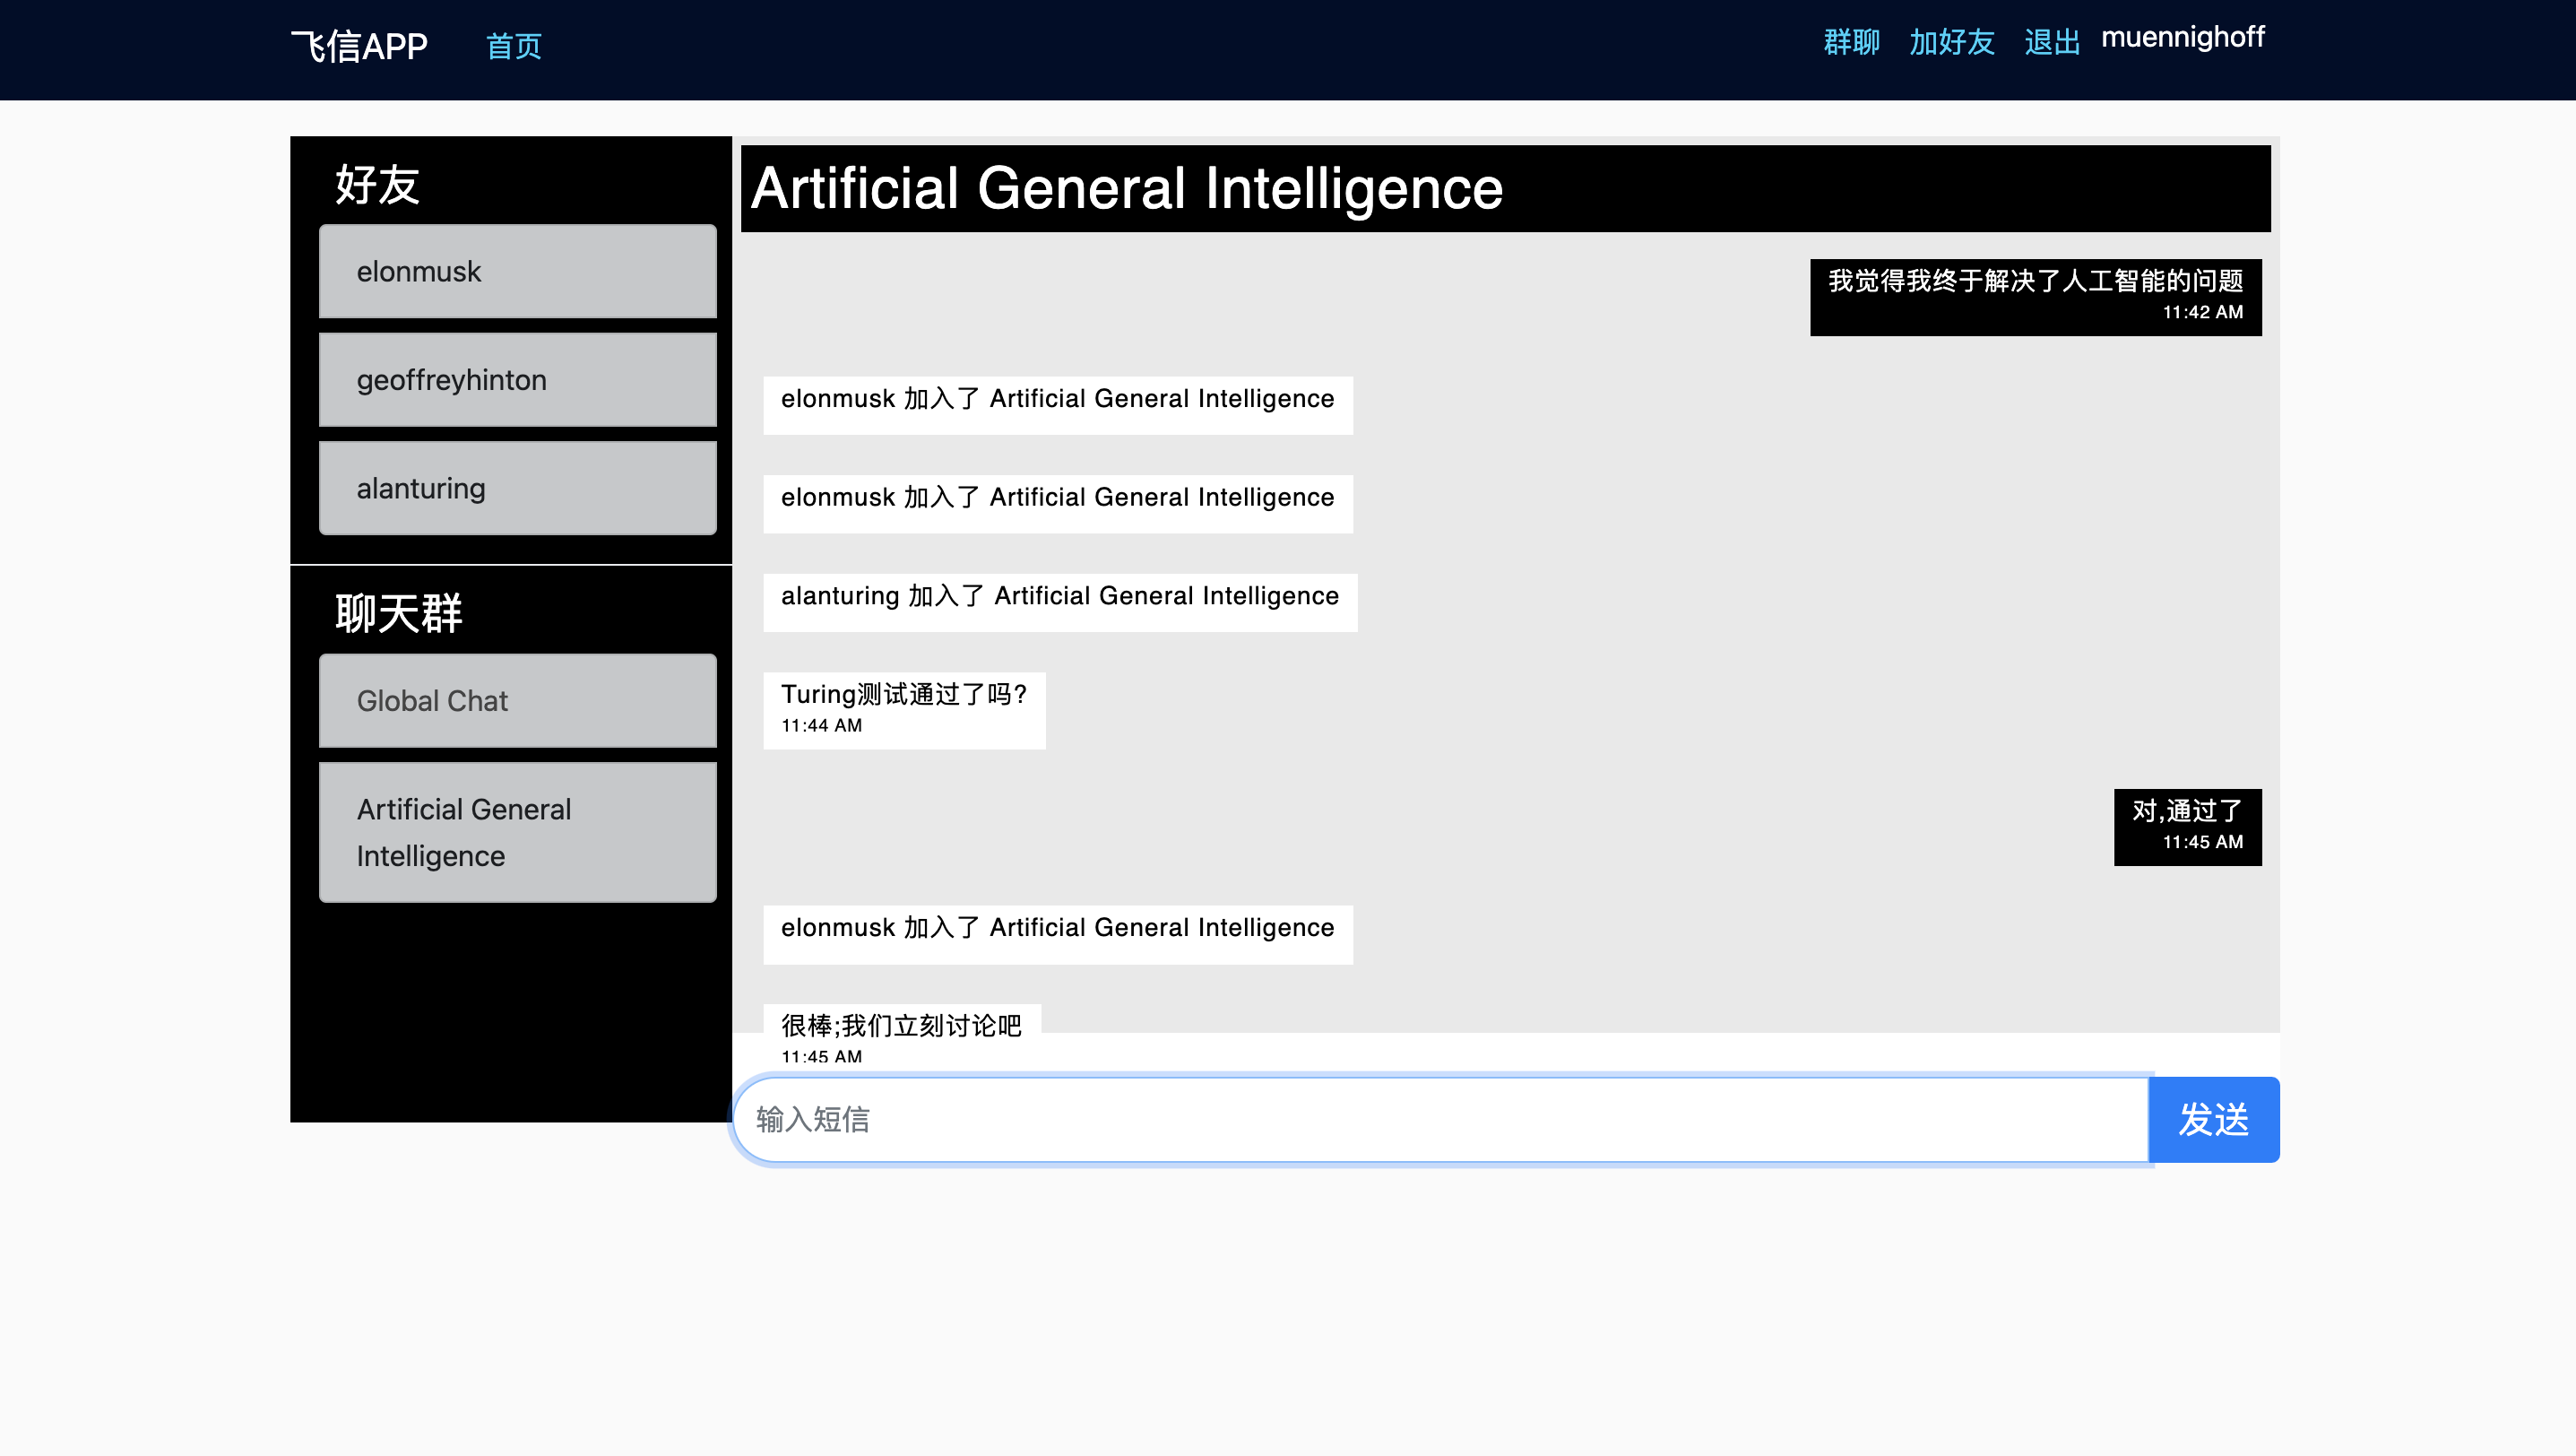 飞信APP 首页 群聊 加好友 退出 muennighoff
好友
elonmusk
geoffreyhinton
alanturing
聊天群
Global Chat
Artificial General
Intelligence
Artificial General Intelligence
我觉得我终于解决了人工智能的问题
11:42 AM
elonmusk 加入了 Artificial General Intelligence
elonmusk 加入了 Artificial General Intelligence
alanturing 加入了 Artificial General Intelligence
Turing测试通过了吗?
11:44 AM
对,通过了
11:45 AM
elonmusk 加入了 Artificial General Intelligence
很棒;我们立刻讨论吧
11:45 AM
输入短信 发送